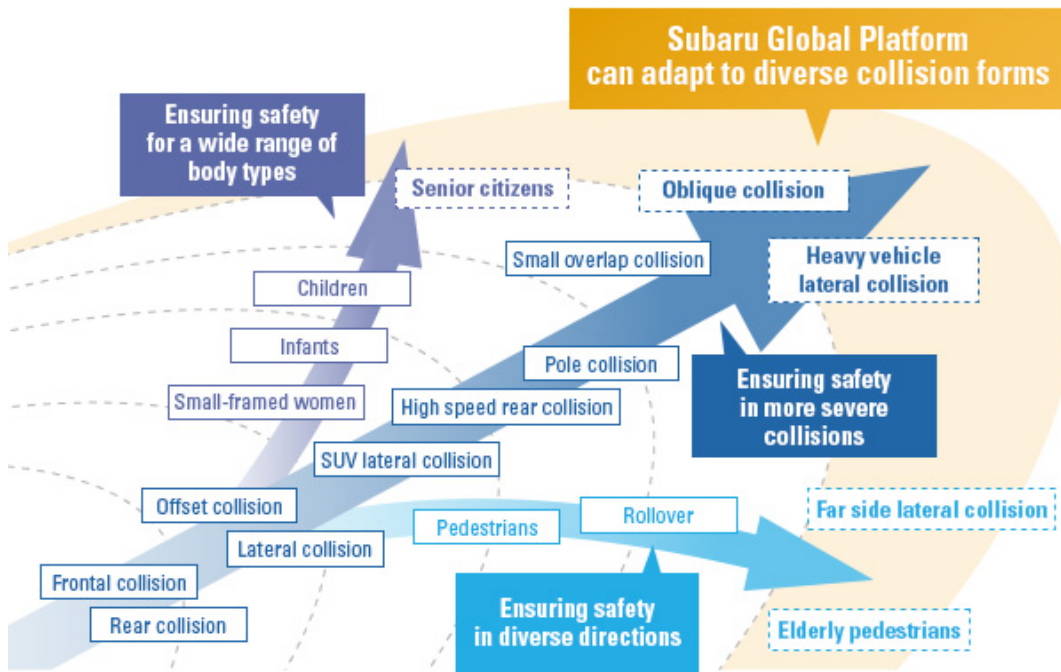 Subaru Global Platform
can adapt to diverse collision forms
Ensuring safety
for a wide range of
body types
Senior citizens
Oblique collision
Small overlap collision
Heavy vehicle
lateral collision
Children
Infants
Pole collision
Small-framed women
High speed rear collision
Ensuring safety
in more severe
collisions
SUV lateral collision
Offset collision
Pedestrians
Rollover
Far side lateral collision
Lateral collision
Frontal collision
Rear collision
Ensuring safety
in diverse directions
Elderly pedestrians